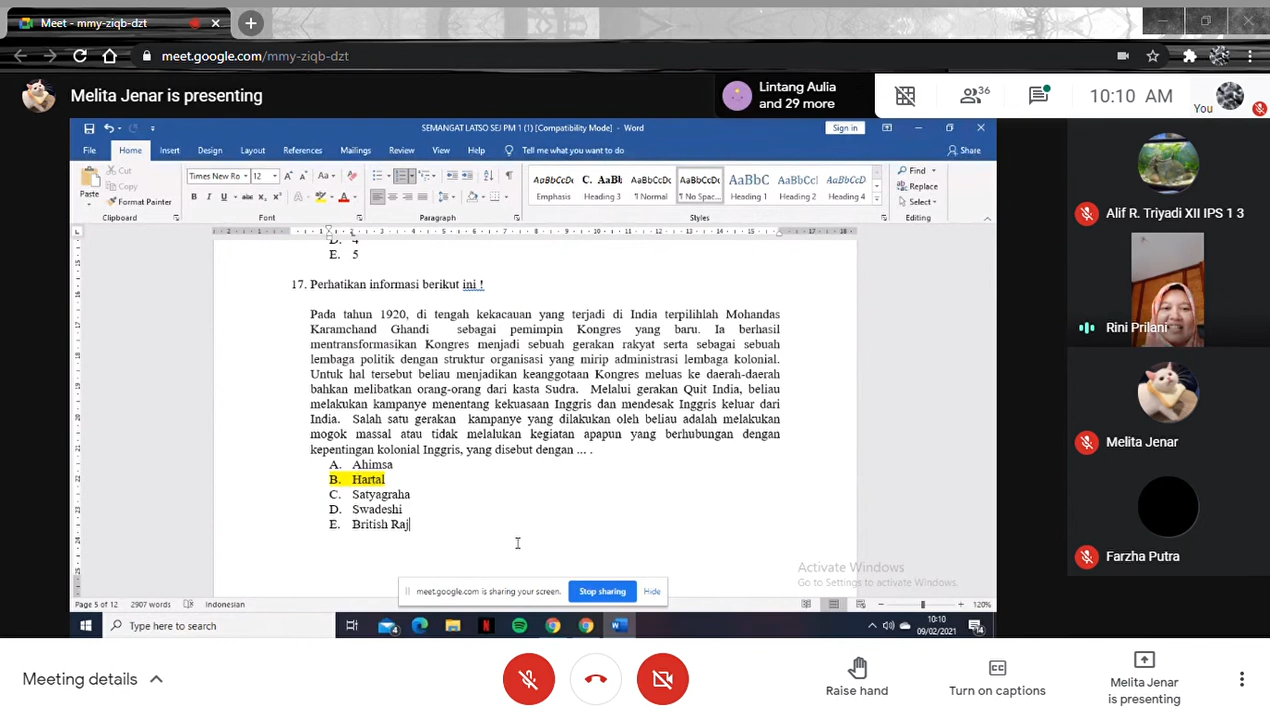 Meet - mmy-ziqb-dzt
meet.google.com/mmy-ziqb-dzt
Melita Jenar is presenting
Lintang Aulia
and 29 more
36
10:10 AM
You
SEMANGAT LATSO SEJ PM 1 (1) [Compatibility Mode] - Word
Sign in
File Home Insert Design Layout References Mailings Review View Help Tell me what you want to do Share
Paste
Cut
Copy
Format Painter
Clipboard
Times New Ro 12
Font
Paragraph
Emphasis
Heading 3
¶ Normal
¶ No Spac...
Heading 1
Heading 2
Heading 4
Styles
Find
Replace
Select
Editing
D. 4
E. 5
17. Perhatikan informasi berikut ini !
Pada tahun 1920, di tengah kekacauan yang terjadi di India terpilihlah Mohandas
Karamchand Ghandi sebagai pemimpin Kongres yang baru. Ia berhasil
mentransformasikan Kongres menjadi sebuah gerakan rakyat serta sebagai sebuah
lembaga politik dengan struktur organisasi yang mirip administrasi lembaga kolonial.
Untuk hal tersebut beliau menjadikan keanggotaan Kongres meluas ke daerah-daerah
bahkan melibatkan orang-orang dari kasta Sudra. Melalui gerakan Quit India, beliau
melakukan kampanye menentang kekuasaan Inggris dan mendesak Inggris keluar dari
India. Salah satu gerakan kampanye yang dilakukan oleh beliau adalah melakukan
mogok massal atau tidak melalukan kegiatan apapun yang berhubungan dengan
kepentingan kolonial Inggris, yang disebut dengan ... .
A. Ahimsa
B. Hartal
C. Satyagraha
D. Swadeshi
E. British Raj
Activate Windows
Go to Settings to activate Windows.
meet.google.com is sharing your screen.
Stop sharing
Hide
Page 5 of 12 2907 words Indonesian
120%
Type here to search
10:10
09/02/2021
Alif R. Triyadi XII IPS 1 3
Rini Prilani
Melita Jenar
Farzha Putra
Meeting details
Raise hand
Turn on captions
Melita Jenar
is presenting